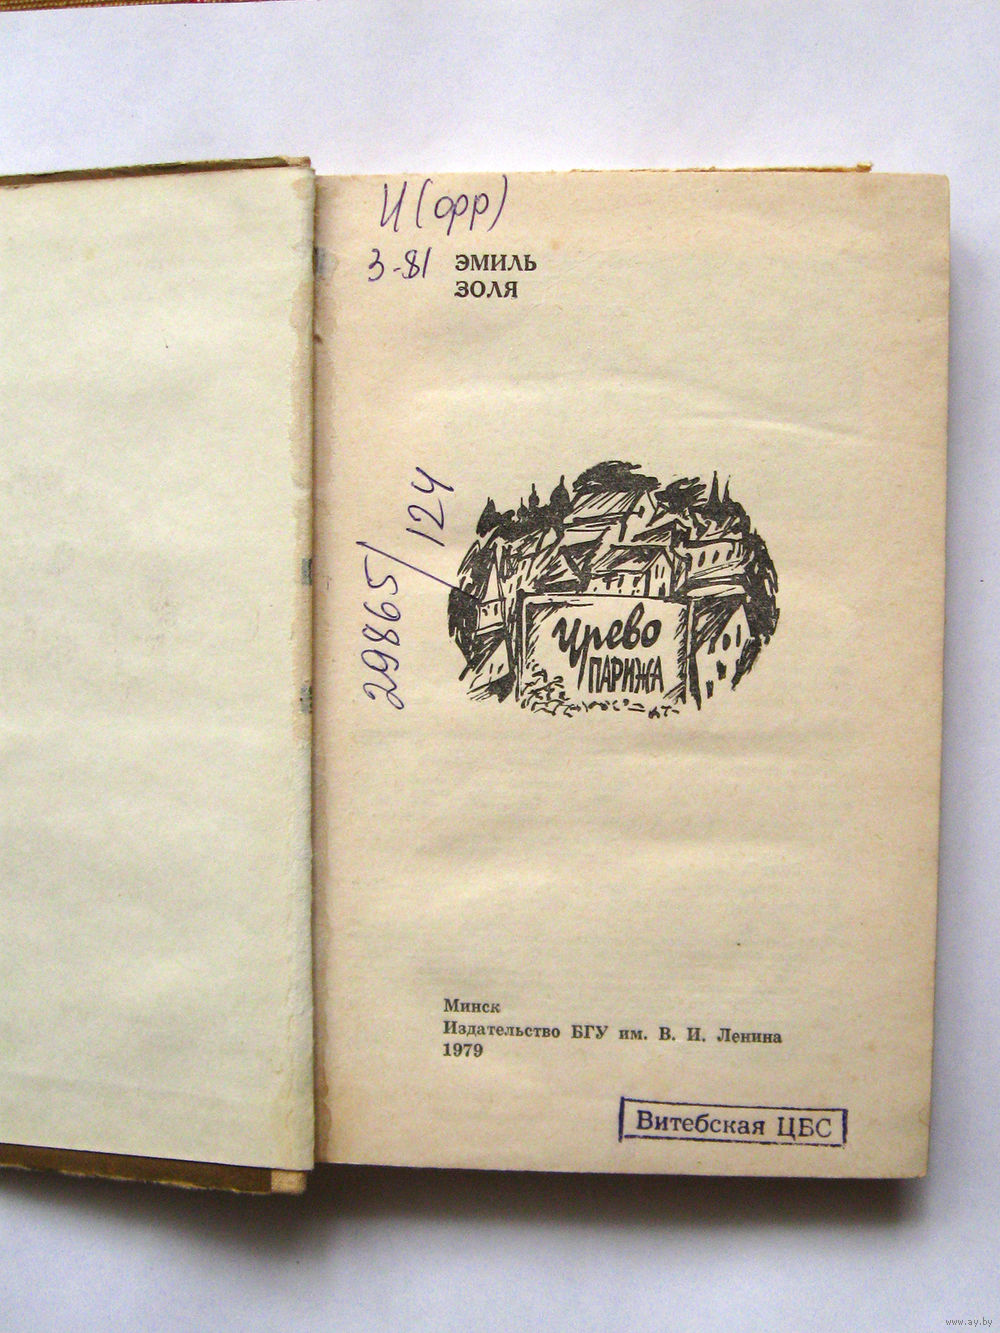 И(фр)
З-81
ЭМИЛЬ
ЗОЛЯ
29865/124
Чрево
ПАРИЖА
Минск
Издательство БГУ им. В. И. Ленина
1979
Витебская ЦБС
www.ay.by